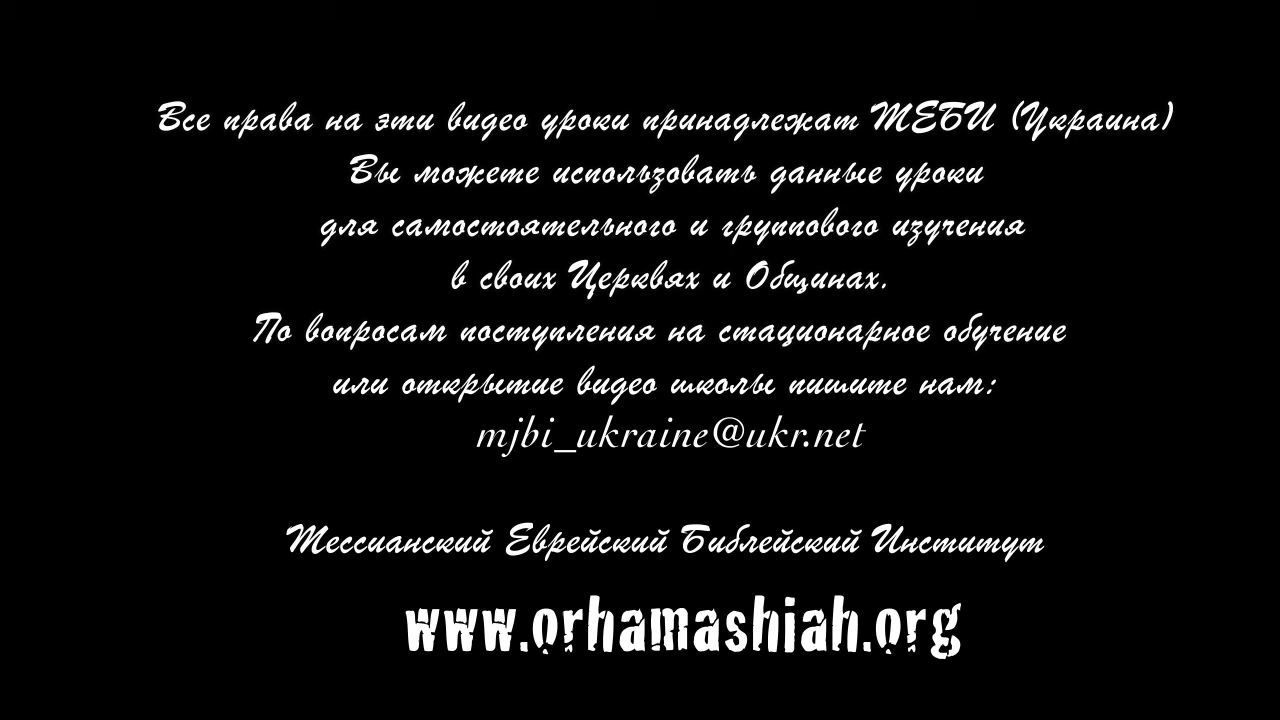 Все права на эти видео уроки принадлежат МЕБИ (Украина)
Вы можете использовать данные уроки
для самостоятельного и группового изучения
в своих Церквях и Общинах.
По вопросам поступления на стационарное обучение
или открытие видео школы пишите нам:
mjbi_ukraine@ukr.net
Мессианский Еврейский Библейский Институт
www.orhamashiah.org